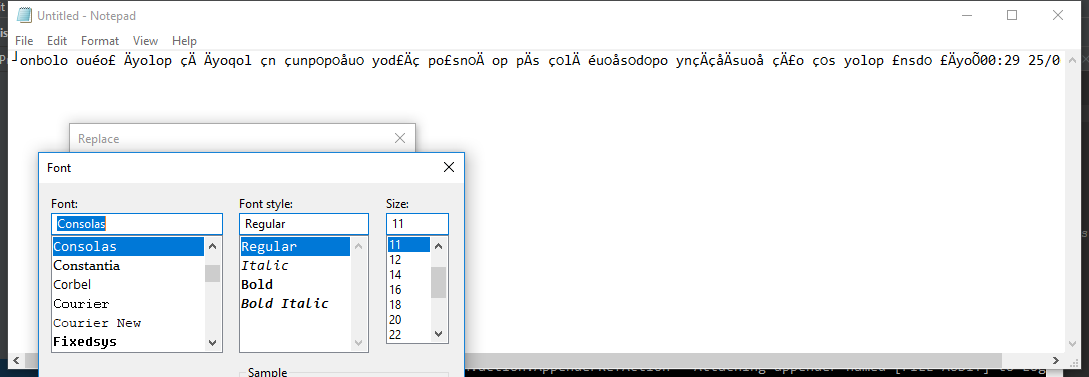 Untitled - Notepad
File Edit Format View Help
┘onbolo ouéo£ Äyolop çÄ Äyoqol çn çunpopoåuo yod£Äç po£snoÄ op pÄs çolÄ éuoåsodopo ynçÄçåÄsuoå çÄ£o ços yolop £nsdo £ÄyoÕ00:29 25/0
Replace
Font
Font:
Font style:
Size:
Consolas
Regular
11
Consolas
Constantia
Corbel
Courier
Courier New
Fixedsys
Regular
Italic
Bold
Bold Italic
11
12
14
16
18
20
22
Sample